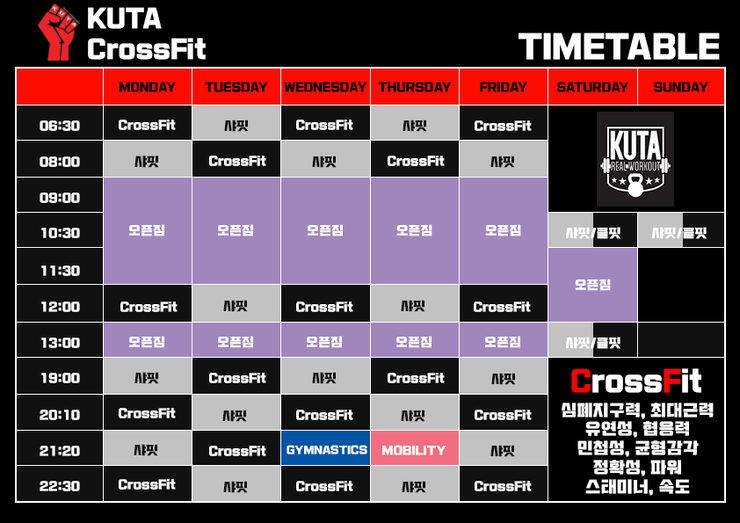 KUTA
CrossFit
TIMETABLE
MONDAY TUESDAY WEDNESDAY THURSDAY FRIDAY SATURDAY SUNDAY
06:30 CrossFit 샤핏 CrossFit 샤핏 CrossFit
KUTA
REAL WORKOUT
08:00 샤핏 CrossFit 샤핏 CrossFit 샤핏
09:00
10:30 오픈짐 오픈짐 오픈짐 오픈짐 오픈짐 샤핏/클핏 샤핏/클핏
11:30 오픈짐
12:00 CrossFit 샤핏 CrossFit 샤핏 CrossFit
13:00 오픈짐 오픈짐 오픈짐 오픈짐 오픈짐 샤핏/클핏
19:00 샤핏 CrossFit 샤핏 CrossFit 샤핏
20:10 CrossFit 샤핏 CrossFit 샤핏 CrossFit
21:20 샤핏 CrossFit GYMNASTICS MOBILITY 샤핏
22:30 CrossFit 샤핏 CrossFit 샤핏 CrossFit
CrossFit
심폐지구력, 최대근력
유연성, 협응력
민첩성, 균형감각
정확성, 파워
스태미너, 속도